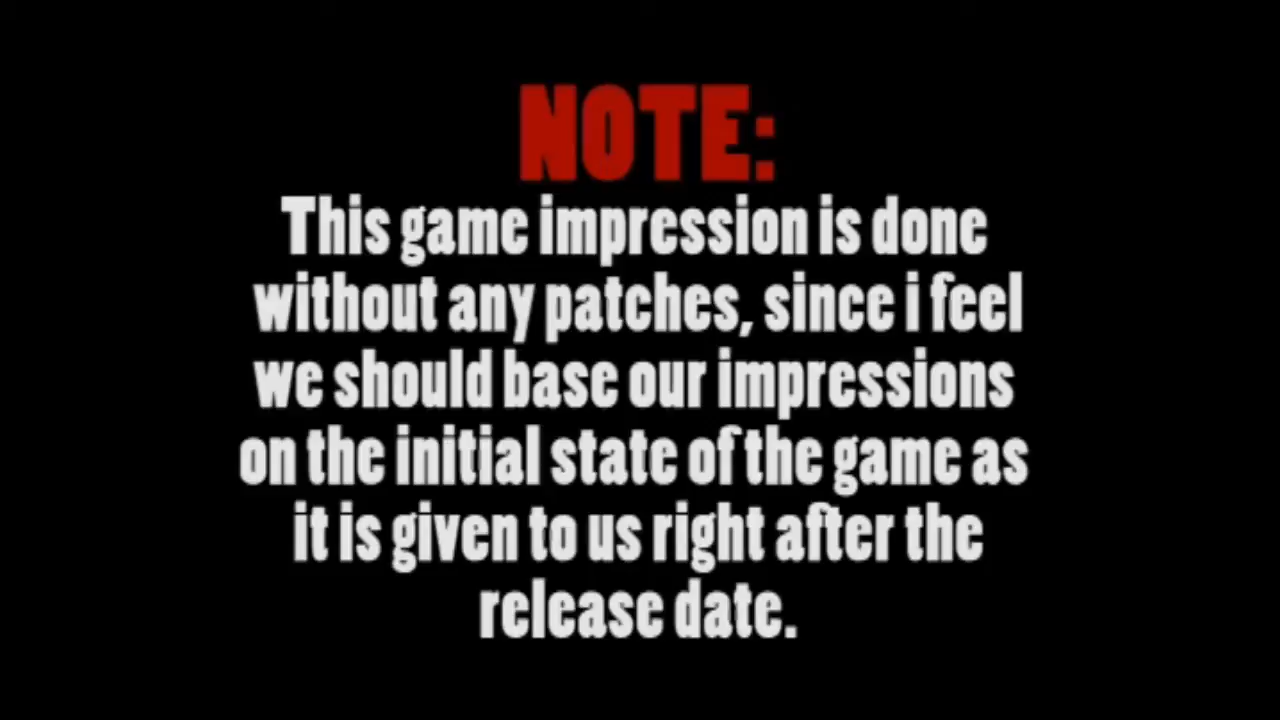 NOTE:
This game impression is done
without any patches, since i feel
we should base our impressions
on the initial state of the game as
it is given to us right after the
release date.